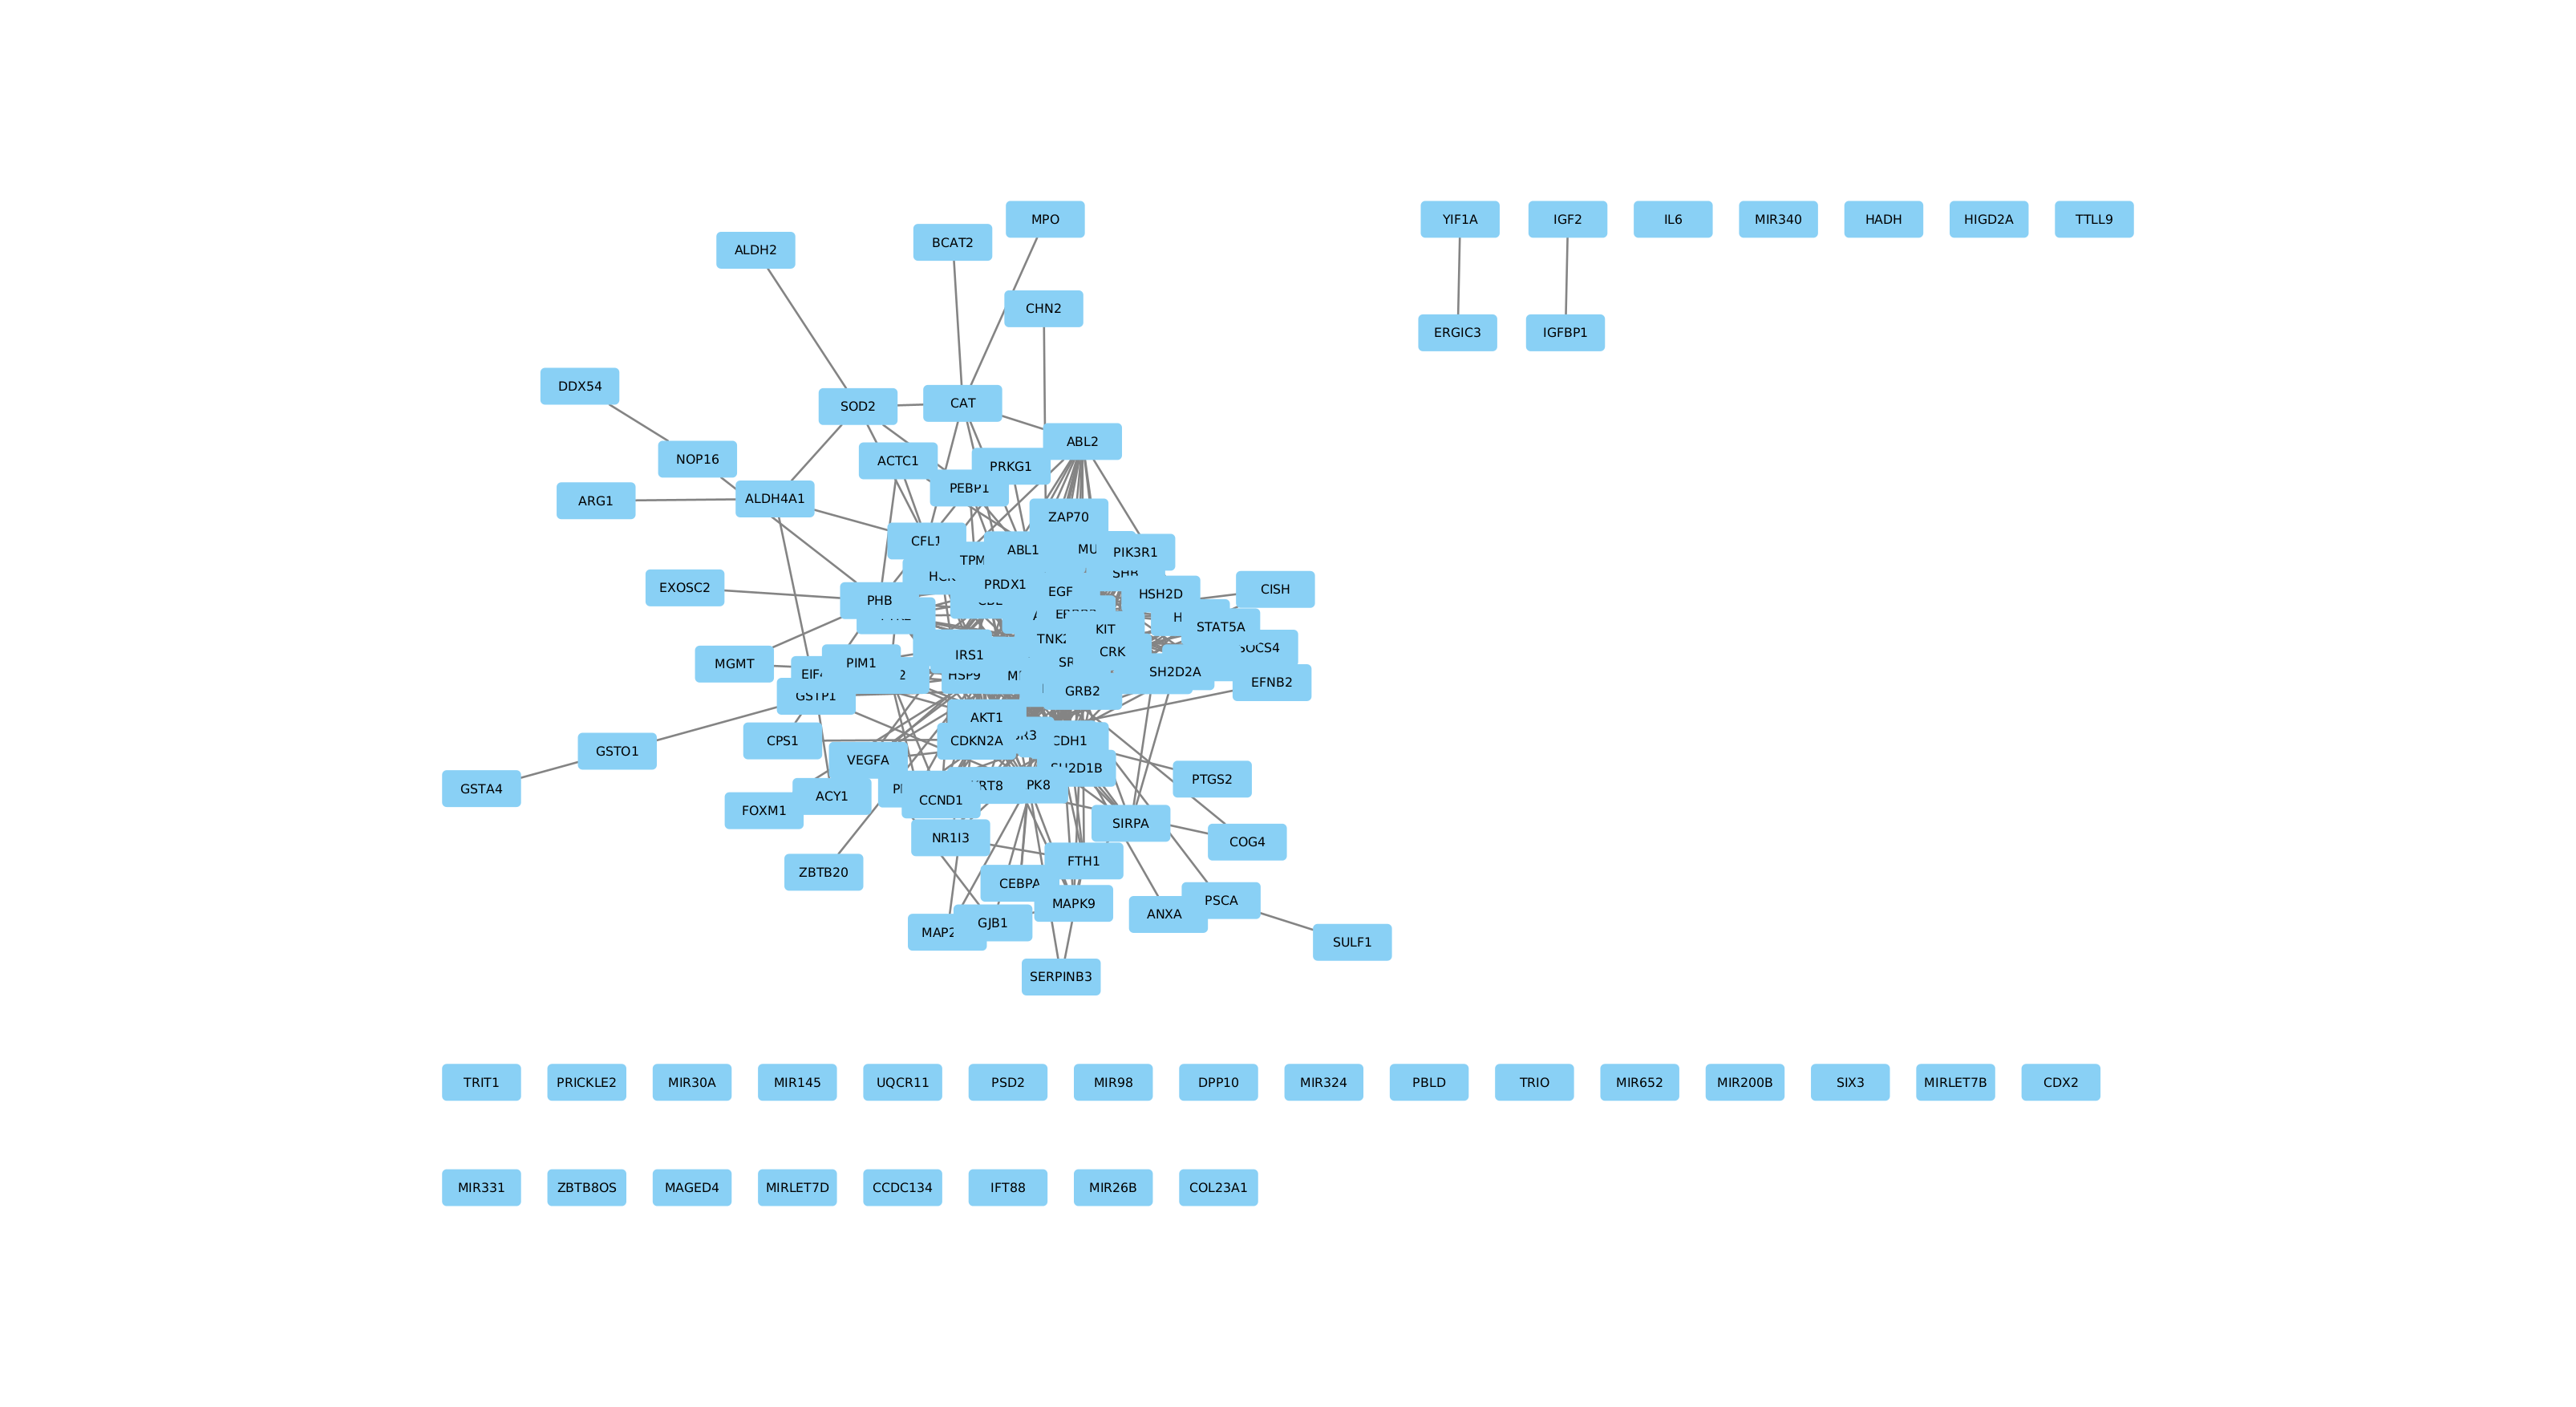 MPO
YIF1A
IGF2
IL6
MIR340
HADH
HIGD2A
TTLL9
BCAT2
ALDH2
CHN2
ERGIC3
IGFBP1
DDX54
CAT
SOD2
ABL2
NOP16
ACTC1
PRKG1
PEBP1
ALDH4A1
ARG1
ZAP70
CFL1
ABL1
MU
PIK3R1
TPM
SHB
PRDX1
EXOSC2
CISH
EGF
HSH2D
PHB
H
STAT5A
KIT
TNK2
SOCS4
CRK
IRS1
SR
PIM1
MGMT
SH2D2A
EIF4
2
HSP9
M
EFNB2
GRB2
GSTP1
AKT1
R3
CPS1
CDKN2A
CDH1
GSTO1
VEGFA
SH2D1B
PTGS2
GSTA4
RT8
PK8
P
ACY1
CCND1
FOXM1
SIRPA
NR1I3
COG4
FTH1
ZBTB20
CEBPA
PSCA
MAPK9
ANXA
GJB1
MAP2
SULF1
SERPINB3
TRIT1
PRICKLE2
MIR30A
MIR145
UQCR11
PSD2
MIR98
DPP10
MIR324
PBLD
TRIO
MIR652
MIR200B
SIX3
MIRLET7B
CDX2
MIR331
ZBTB8OS
MAGED4
MIRLET7D
CCDC134
IFT88
MIR26B
COL23A1